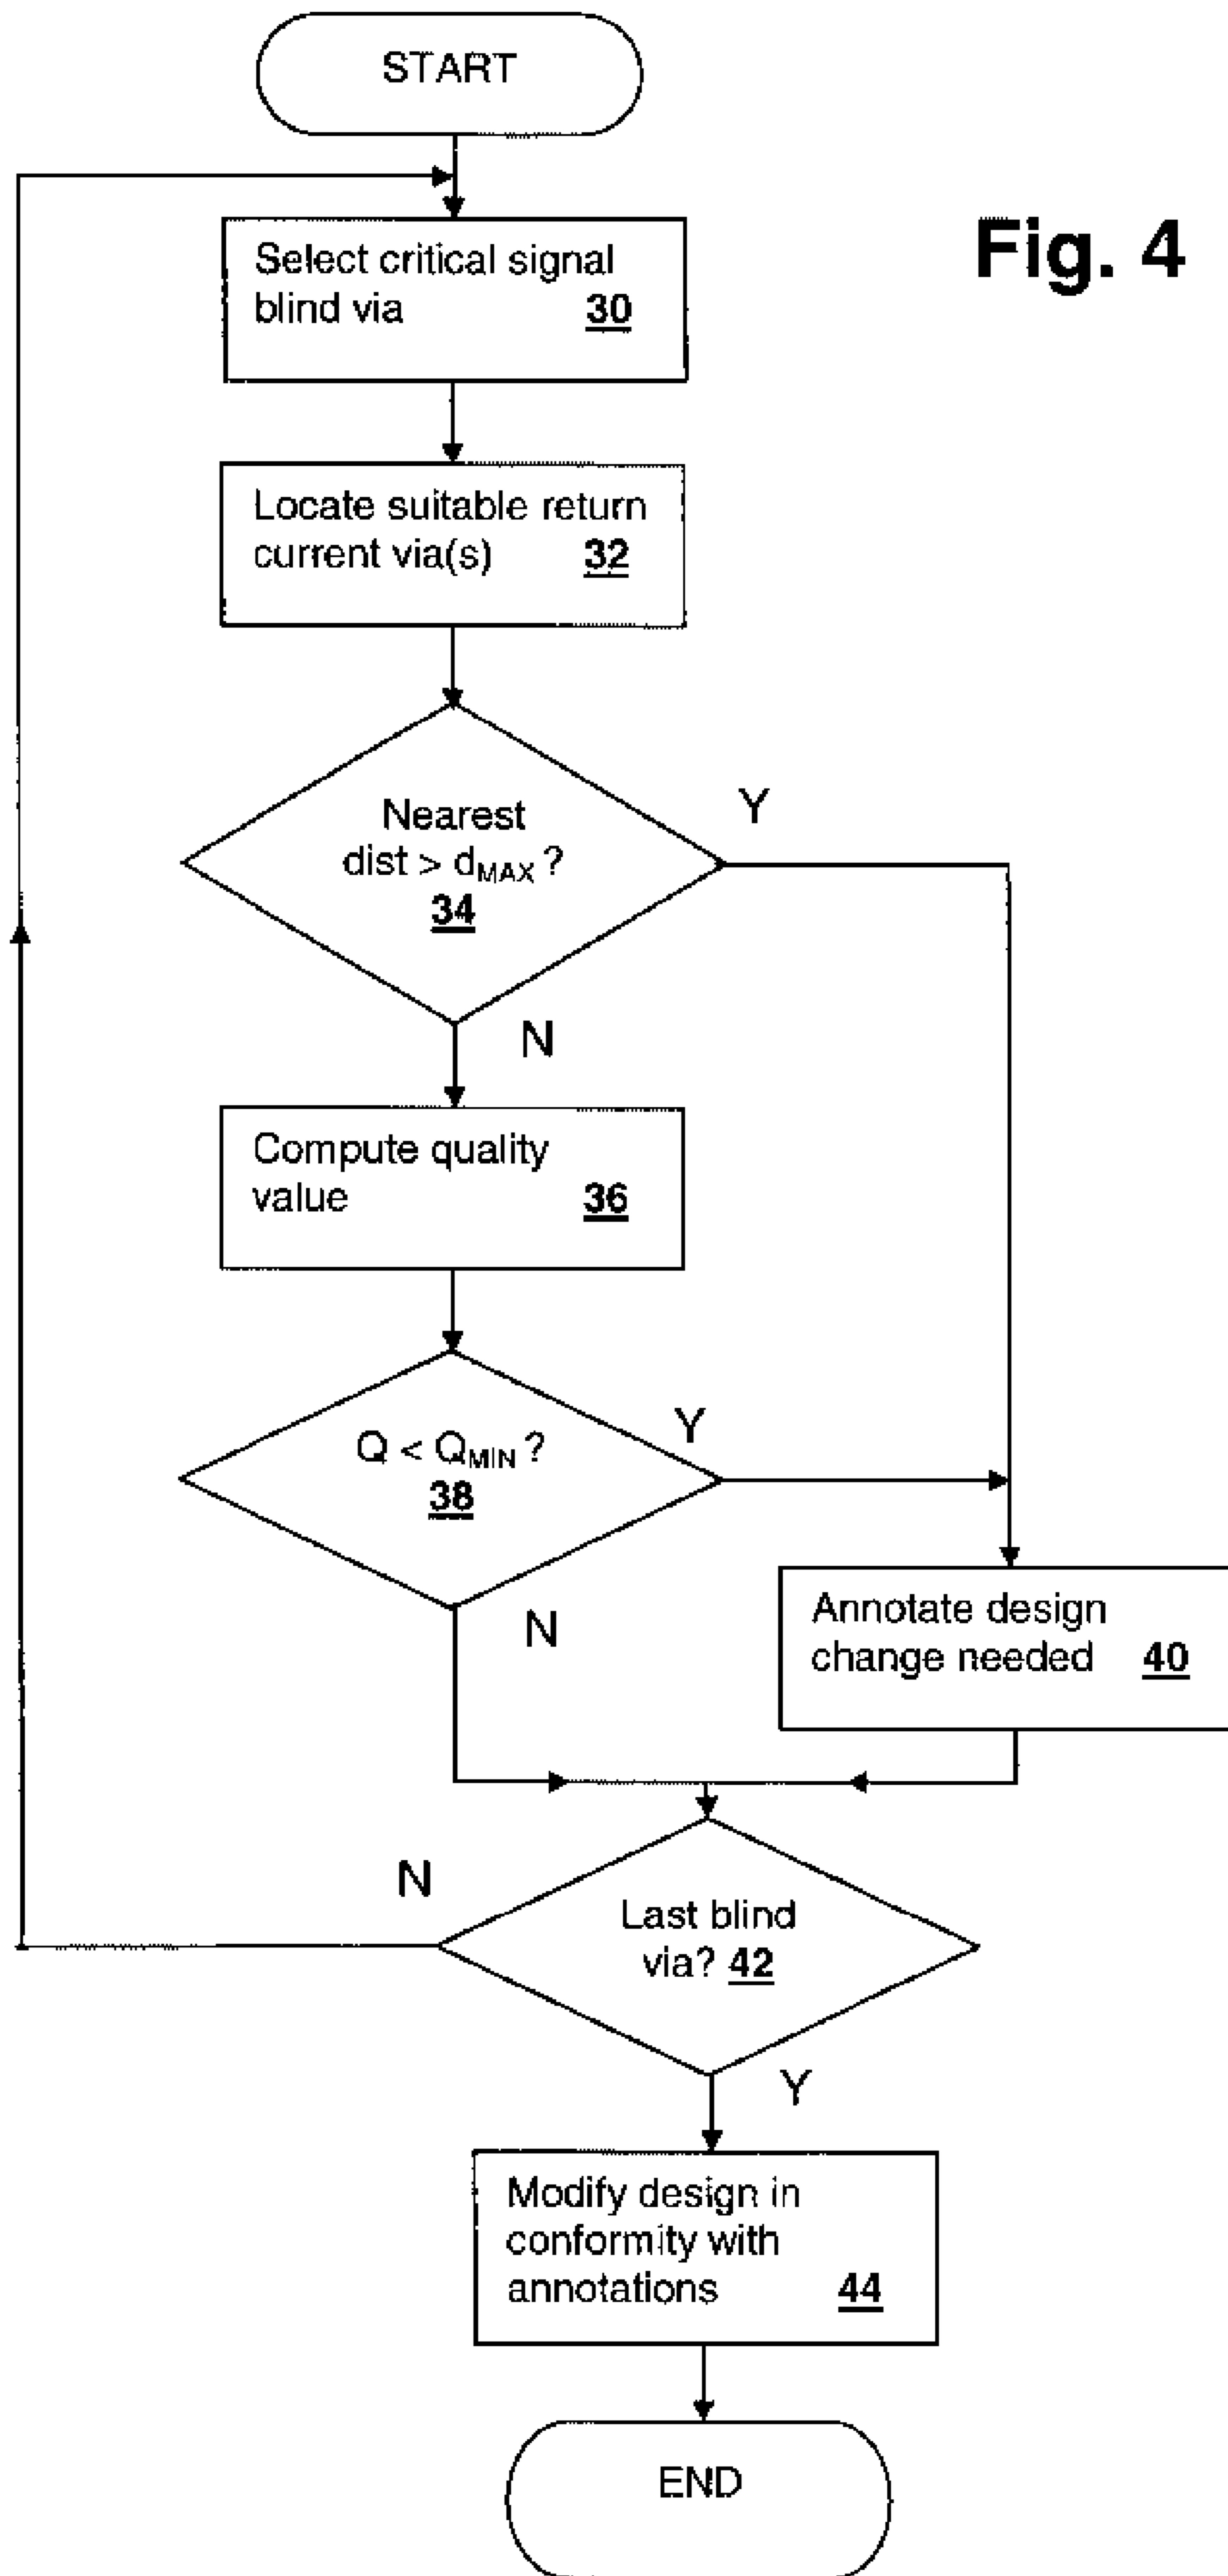 START
Fig. 4
Select critical signal
blind via 30
Locate suitable return
current via(s) 32
Nearest
dist > dMAX ?
34
Y
N
Compute quality
value 36
Q < QMIN ?
38
Y
N
Annotate design
change needed 40
Last blind
via? 42
N
Y
Modify design in
conformity with
annotations 44
END